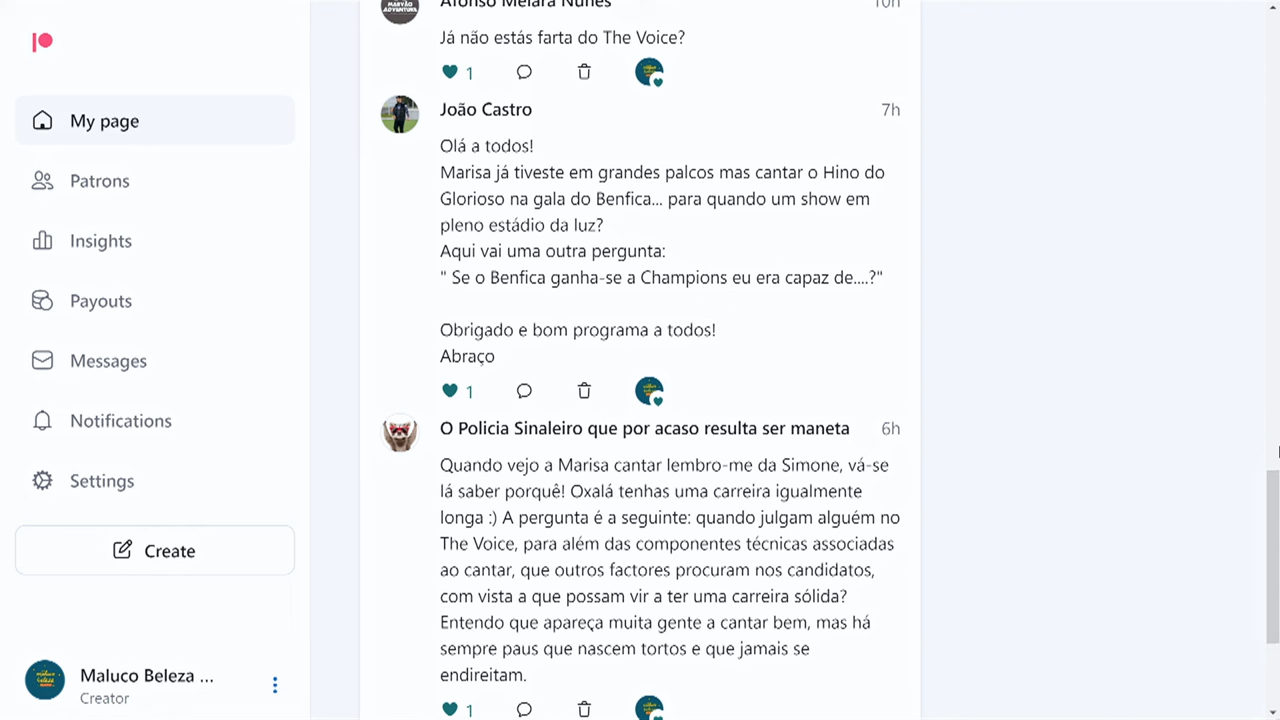 My page
Patrons
Insights
Payouts
Messages
Notifications
Settings
Create
Maluco Beleza ...
Creator
Afonso Melara Nunes 10h
Já não estás farta do The Voice?
1
João Castro 7h
Olá a todos!
Marisa já tiveste em grandes palcos mas cantar o Hino do
Glorioso na gala do Benfica... para quando um show em
pleno estádio da luz?
Aqui vai uma outra pergunta:
" Se o Benfica ganha-se a Champions eu era capaz de....?"
Obrigado e bom programa a todos!
Abraço
1
O Policia Sinaleiro que por acaso resulta ser maneta 6h
Quando vejo a Marisa cantar lembro-me da Simone, vá-se
lá saber porquê! Oxalá tenhas uma carreira igualmente
longa :) A pergunta é a seguinte: quando julgam alguém no
The Voice, para além das componentes técnicas associadas
ao cantar, que outros factores procuram nos candidatos,
com vista a que possam vir a ter uma carreira sólida?
Entendo que apareça muita gente a cantar bem, mas há
sempre paus que nascem tortos e que jamais se
endireitam.
1